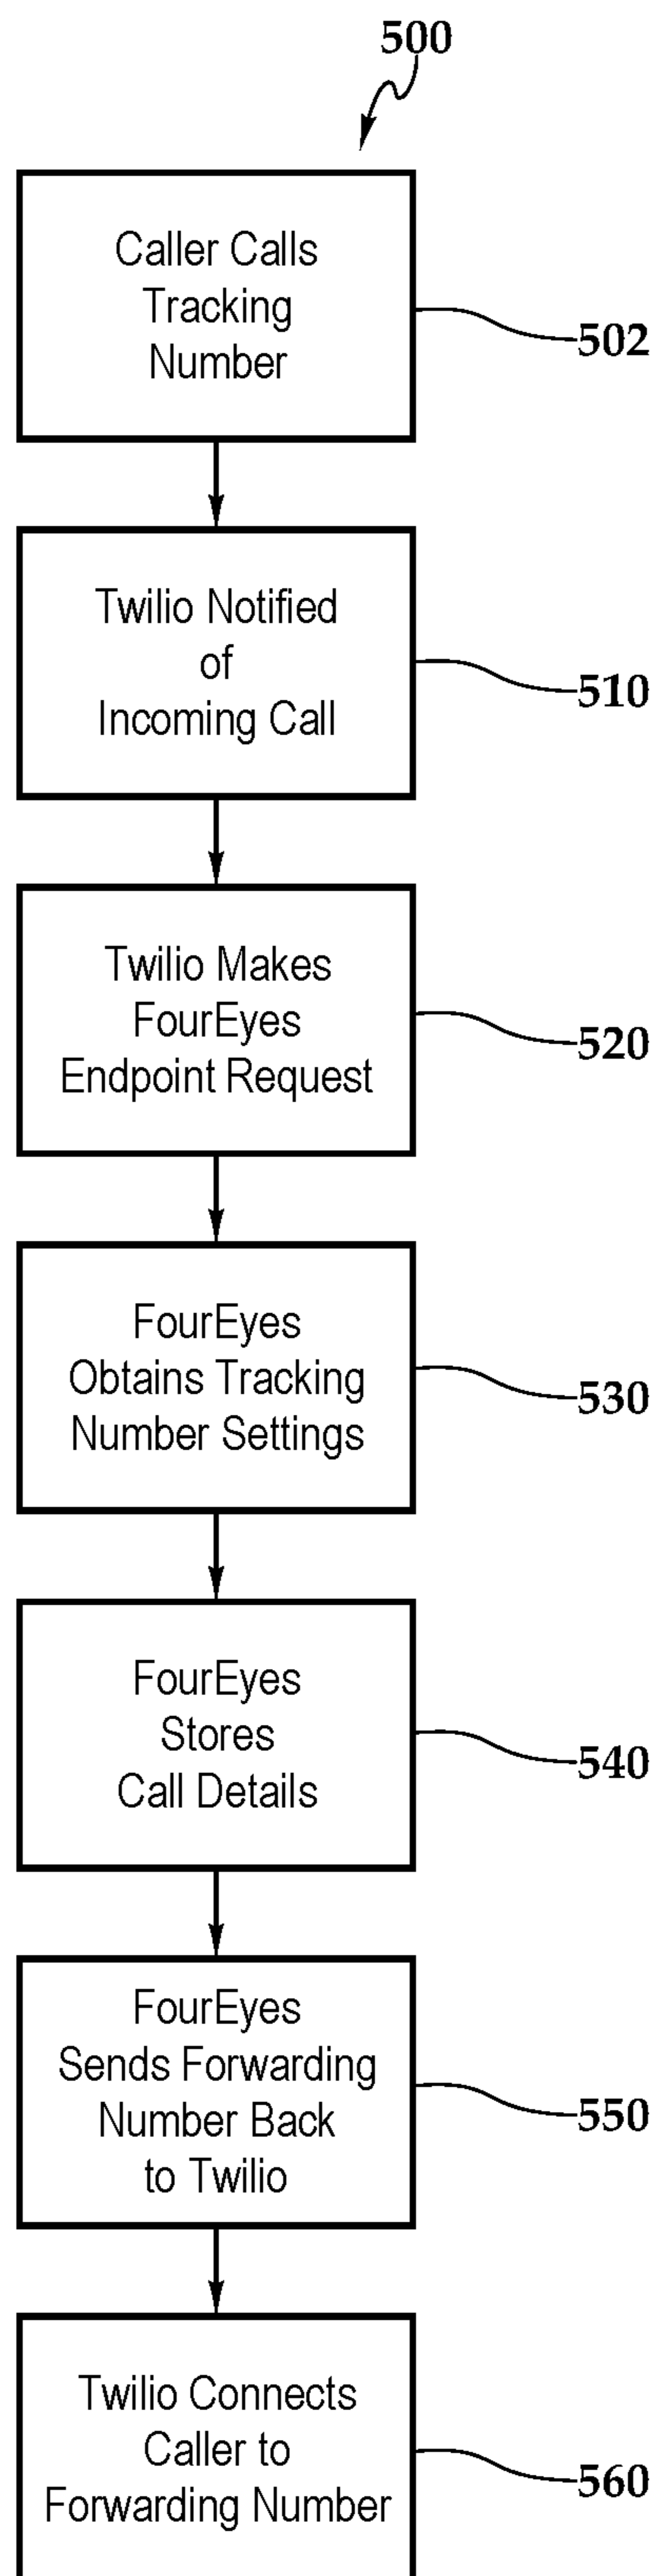 500
Caller Calls
Tracking
Number
502
Twilio Notified
of
Incoming Call
510
Twilio Makes
FourEyes
Endpoint Request
520
FourEyes
Obtains Tracking
Number Settings
530
FourEyes
Stores
Call Details
540
FourEyes
Sends Forwarding
Number Back
to Twilio
550
Twilio Connects
Caller to
Forwarding Number
560